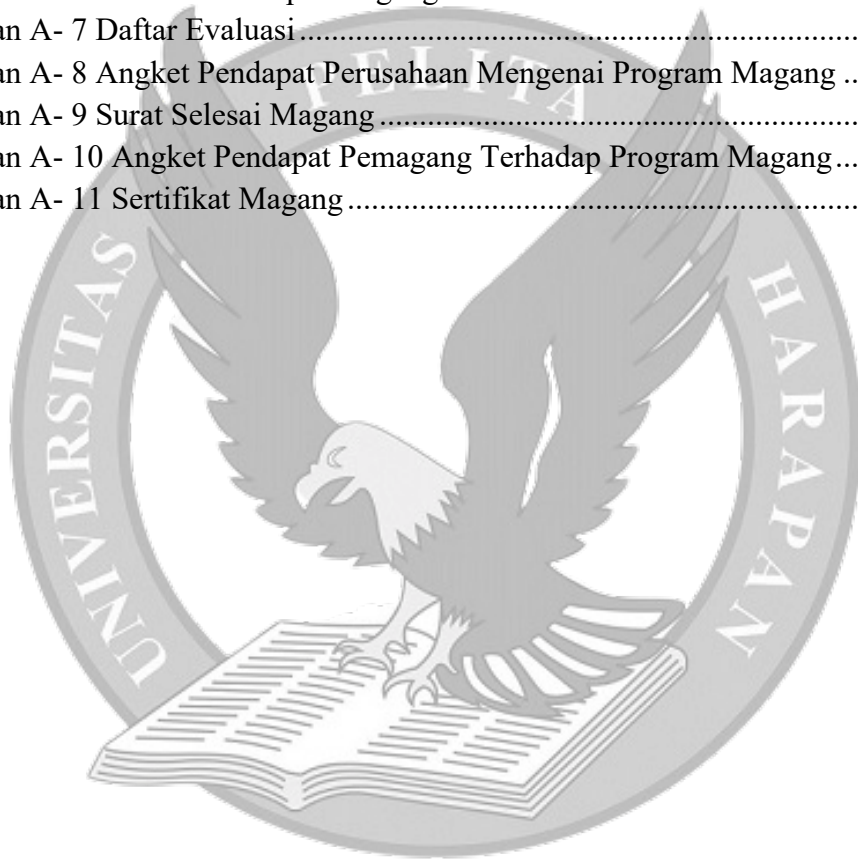 an A- 7 Daftar Evaluasi........................................................................
an A- 8 Angket Pendapat Perusahaan Mengenai Program Magang ..
an A- 9 Surat Selesai Magang..............................................................
an A- 10 Angket Pendapat Pemagang Terhadap Program Magang...
an A- 11 Sertifikat Magang..................................................................
UNIVERSITAS PELITA HARAPAN